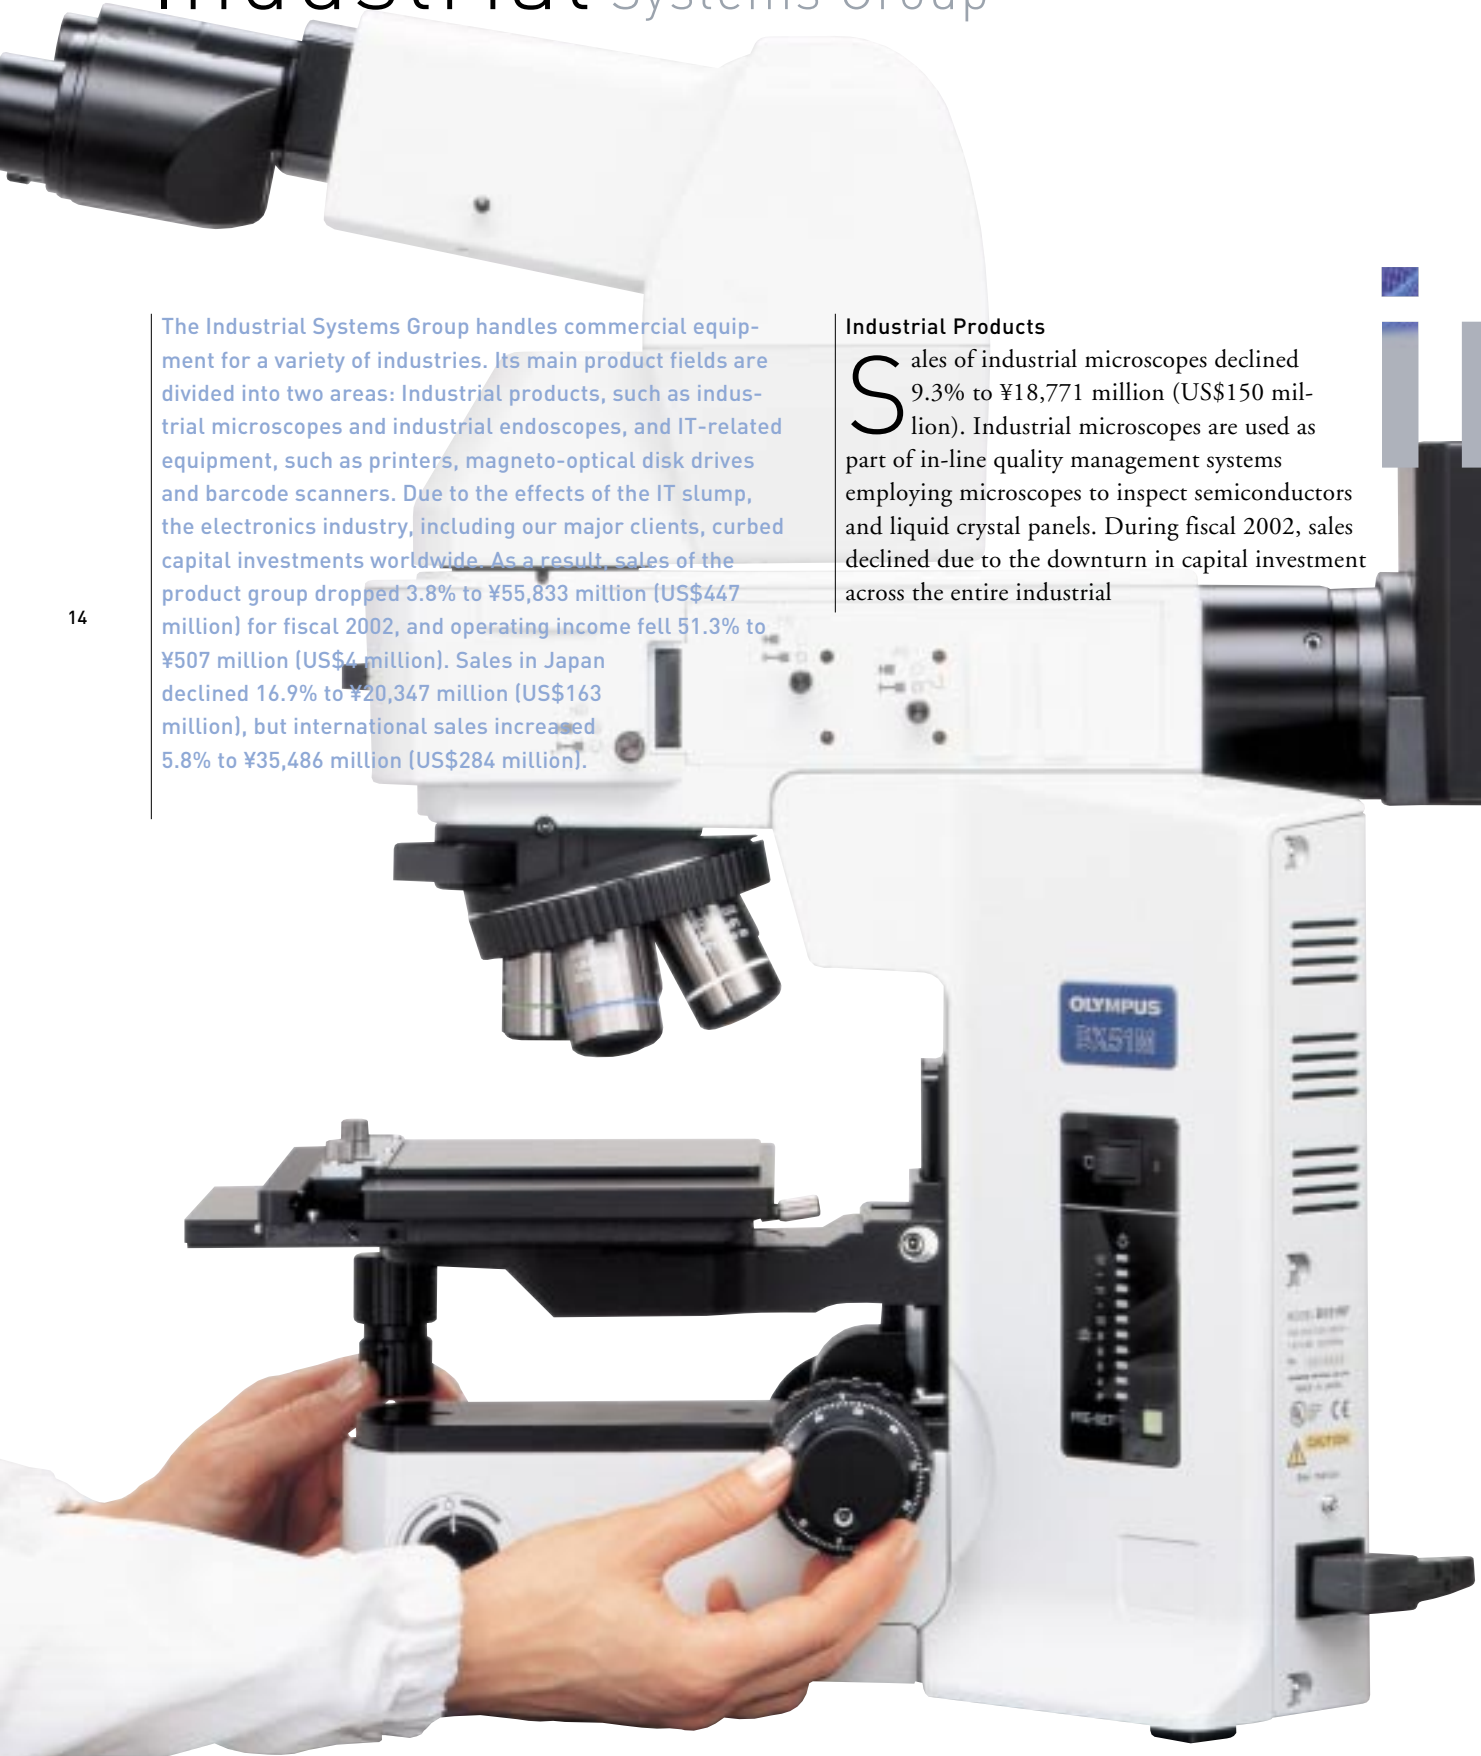 Industrial Systems Group
The Industrial Systems Group handles commercial equip-
ment for a variety of industries. Its main product fields are
divided into two areas: Industrial products, such as indus-
trial microscopes and industrial endoscopes, and IT-related
equipment, such as printers, magneto-optical disk drives
and barcode scanners. Due to the effects of the IT slump,
the electronics industry, including our major clients, curbed
capital investments worldwide. As a result, sales of the
product group dropped 3.8% to ¥55,833 million (US$447
million) for fiscal 2002, and operating income fell 51.3% to
¥507 million (US$4 million). Sales in Japan
declined 16.9% to ¥20,347 million (US$163
million), but international sales increased
5.8% to ¥35,486 million (US$284 million).
Industrial Products
Sales of industrial microscopes declined
9.3% to ¥18,771 million (US$150 mil-
lion). Industrial microscopes are used as
part of in-line quality management systems
employing microscopes to inspect semiconductors
and liquid crystal panels. During fiscal 2002, sales
declined due to the downturn in capital investment
across the entire industrial
14
OLYMPUS
BX51M
PRE-SET
CE
CAUTION